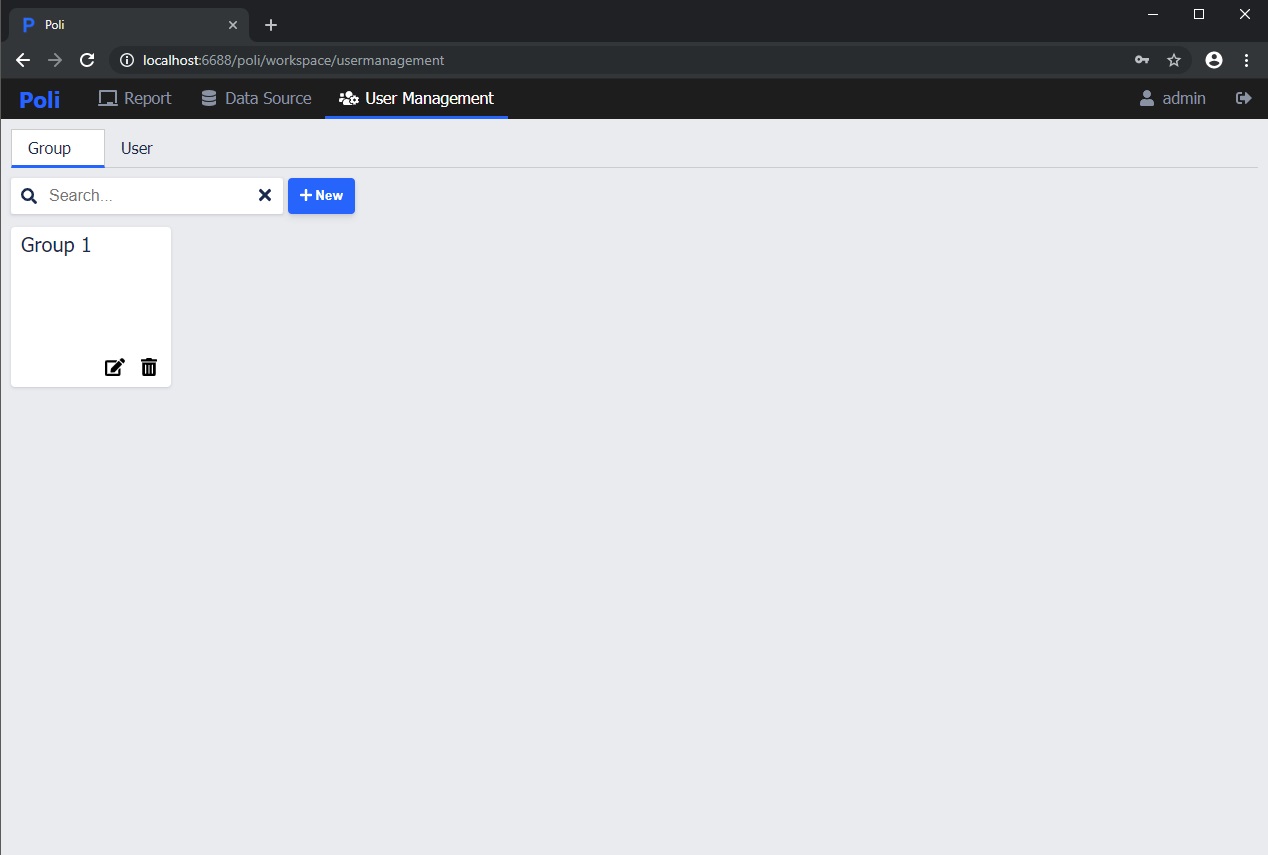 Poli
localhost:6688/poli/workspace/usermanagement
Poli Report Data Source User Management admin
Group User
Search... New
Group 1